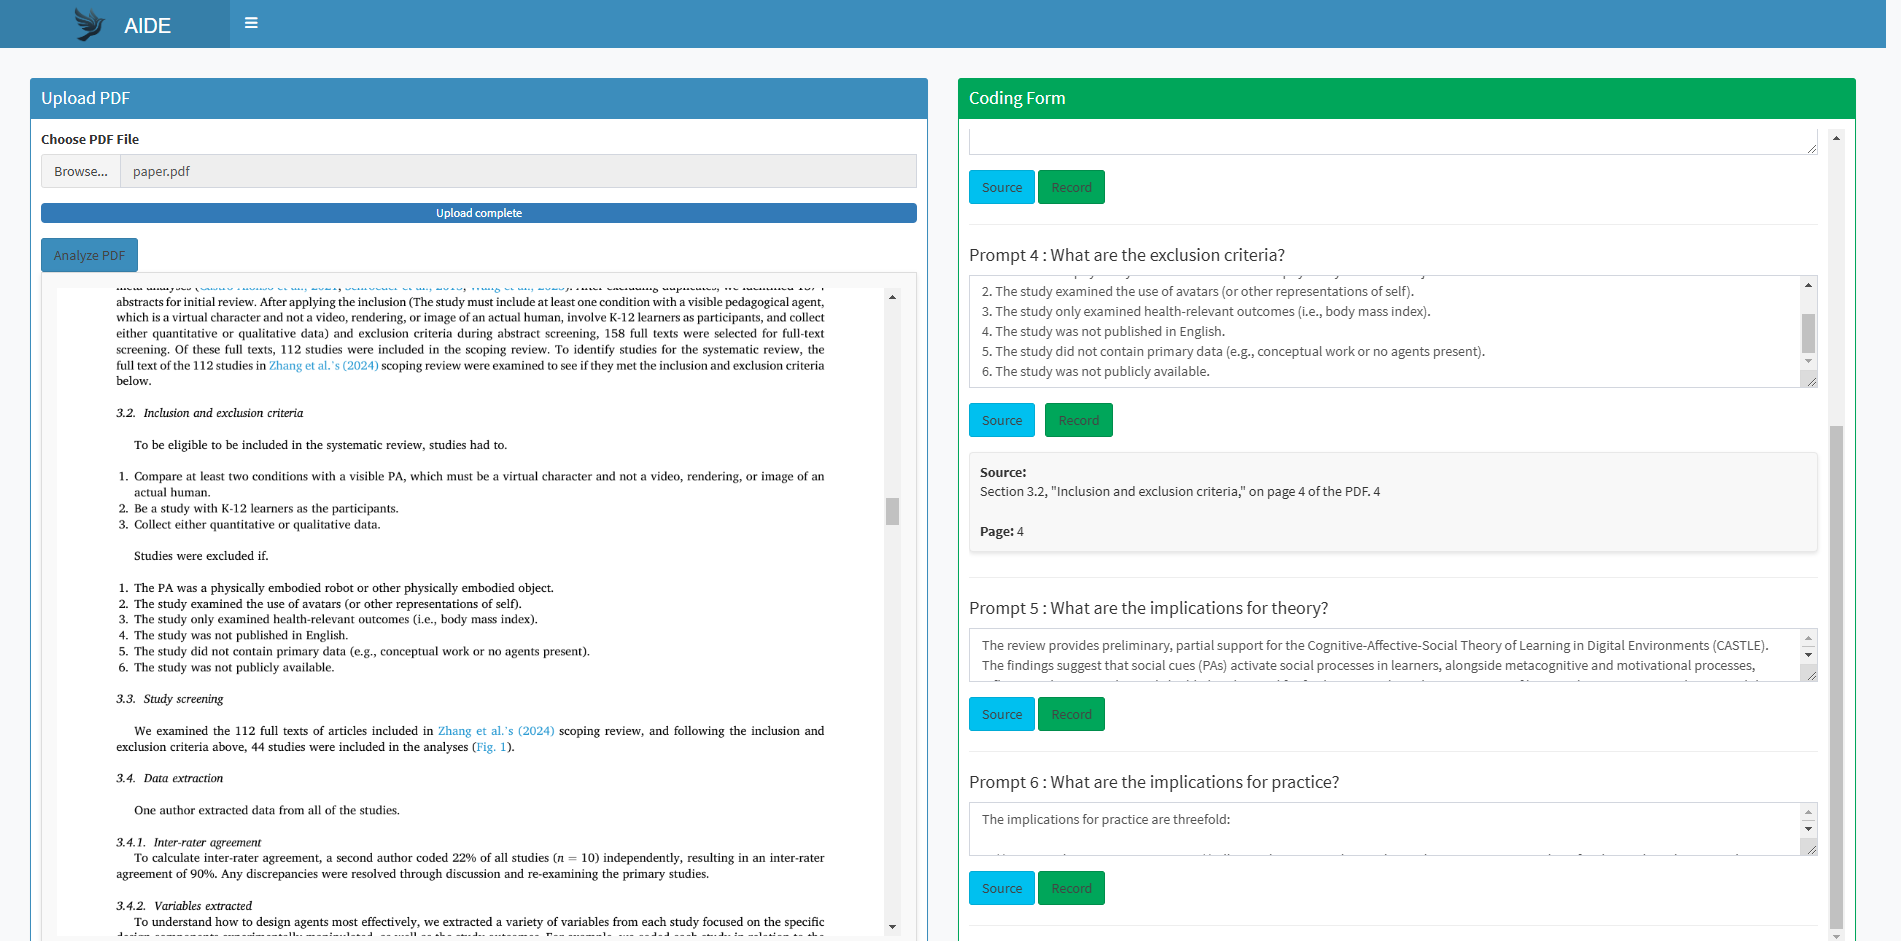 AIDE
Upload PDF
Choose PDF File
Browse...
paper.pdf
Upload complete
Analyze PDF
abstracts for initial review. After applying the inclusion (The study must include at least one condition with a visible pedagogical agent,
which is a virtual character and not a video, rendering, or image of an actual human, involve K-12 learners as participants, and collect
either quantitative or qualitative data) and exclusion criteria during abstract screening, 158 full texts were selected for full-text
screening. Of these full texts, 112 studies were included in the scoping review. To identify studies for the systematic review, the
full text of the 112 studies in Zhang et al.'s (2024) scoping review were examined to see if they met the inclusion and exclusion criteria
below.
3.2. Inclusion and exclusion criteria
To be eligible to be included in the systematic review, studies had to.
1. Compare at least two conditions with a visible PA, which must be a virtual character and not a video, rendering, or image of an
actual human.
2. Be a study with K-12 learners as the participants.
3. Collect either quantitative or qualitative data.
Studies were excluded if.
1. The PA was a physically embodied robot or other physically embodied object.
2. The study examined the use of avatars (or other representations of self).
3. The study only examined health-relevant outcomes (i.e., body mass index).
4. The study was not published in English.
5. The study did not contain primary data (e.g., conceptual work or no agents present).
6. The study was not publicly available.
3.3. Study screening
We examined the 112 full texts of articles included in Zhang et al.'s (2024) scoping review, and following the inclusion and
exclusion criteria above, 44 studies were included in the analyses (Fig. 1).
3.4. Data extraction
One author extracted data from all of the studies.
3.4.1. Inter-rater agreement
To calculate inter-rater agreement, a second author coded 22% of all studies (n = 10) independently, resulting in an inter-rater
agreement of 90%. Any discrepancies were resolved through discussion and re-examining the primary studies.
3.4.2. Variables extracted
To understand how to design agents most effectively, we extracted a variety of variables from each study focused on the specific
Coding Form
Source
Record
Prompt 4 : What are the exclusion criteria?
2. The study examined the use of avatars (or other representations of self).
3. The study only examined health-relevant outcomes (i.e., body mass index).
4. The study was not published in English.
5. The study did not contain primary data (e.g., conceptual work or no agents present).
6. The study was not publicly available.
Source
Record
Source:
Section 3.2, "Inclusion and exclusion criteria," on page 4 of the PDF. 4
Page: 4
Prompt 5 : What are the implications for theory?
The review provides preliminary, partial support for the Cognitive-Affective-Social Theory of Learning in Digital Environments (CASTLE).
The findings suggest that social cues (PAs) activate social processes in learners, alongside metacognitive and motivational processes,
Source
Record
Prompt 6 : What are the implications for practice?
The implications for practice are threefold:
Source
Record